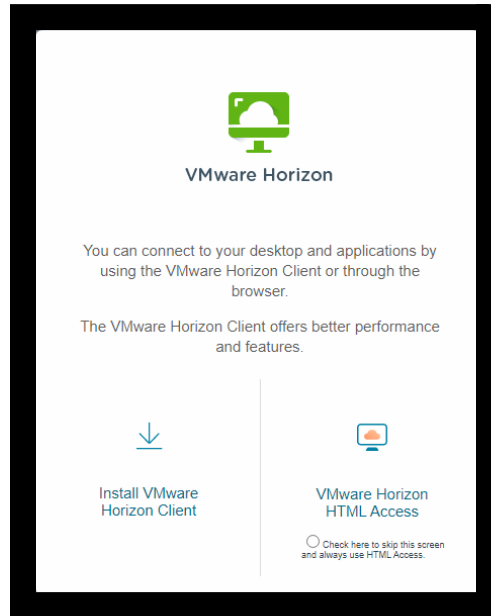 VMware Horizon
You can connect to your desktop and applications by
using the VMware Horizon Client or through the
browser.
The VMware Horizon Client offers better performance
and features.
Install VMware
Horizon Client
VMware Horizon
HTML Access
Check here to skip this screen
and always use HTML Access.